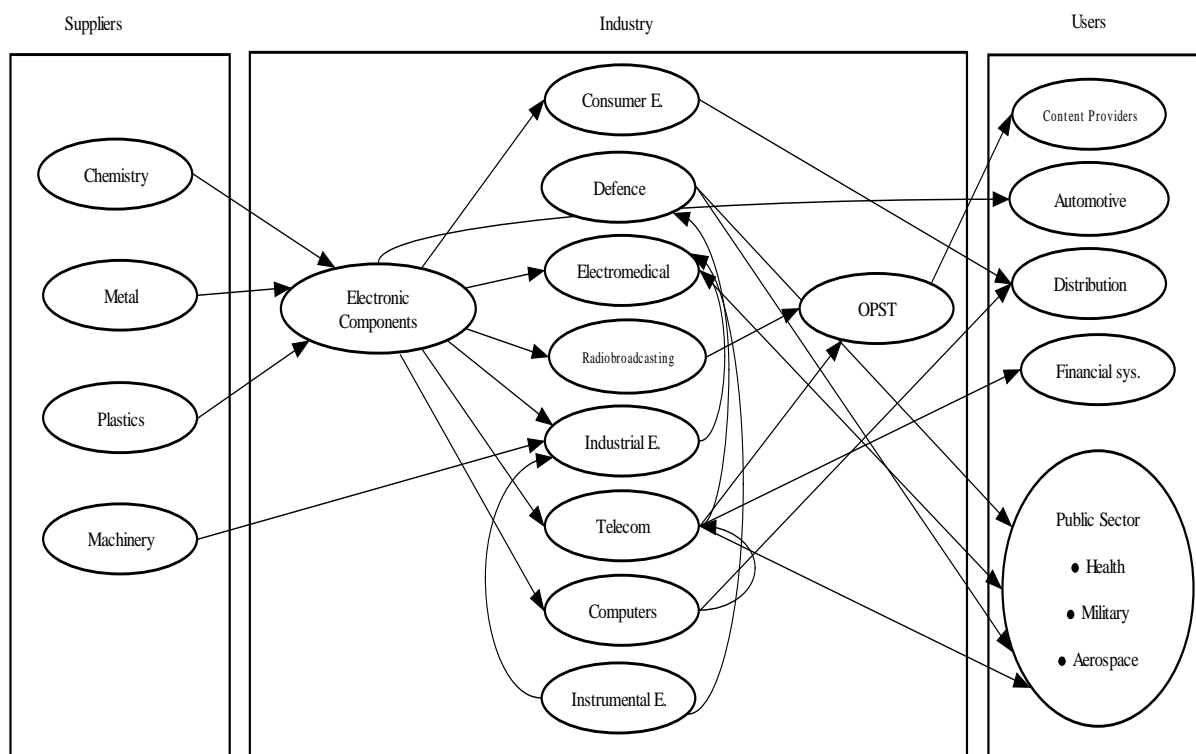 Suppliers
Industry
Users
Chemistry
Metal
Plastics
Machinery
Electronic
Components
Consumer E.
Defence
Electromedical
Radiobroadcasting
Industrial E.
Telecom
Computers
Instrumental E.
OPST
Content Providers
Automotive
Distribution
Financial sys.
Public Sector
● Health
● Military
● Aerospace